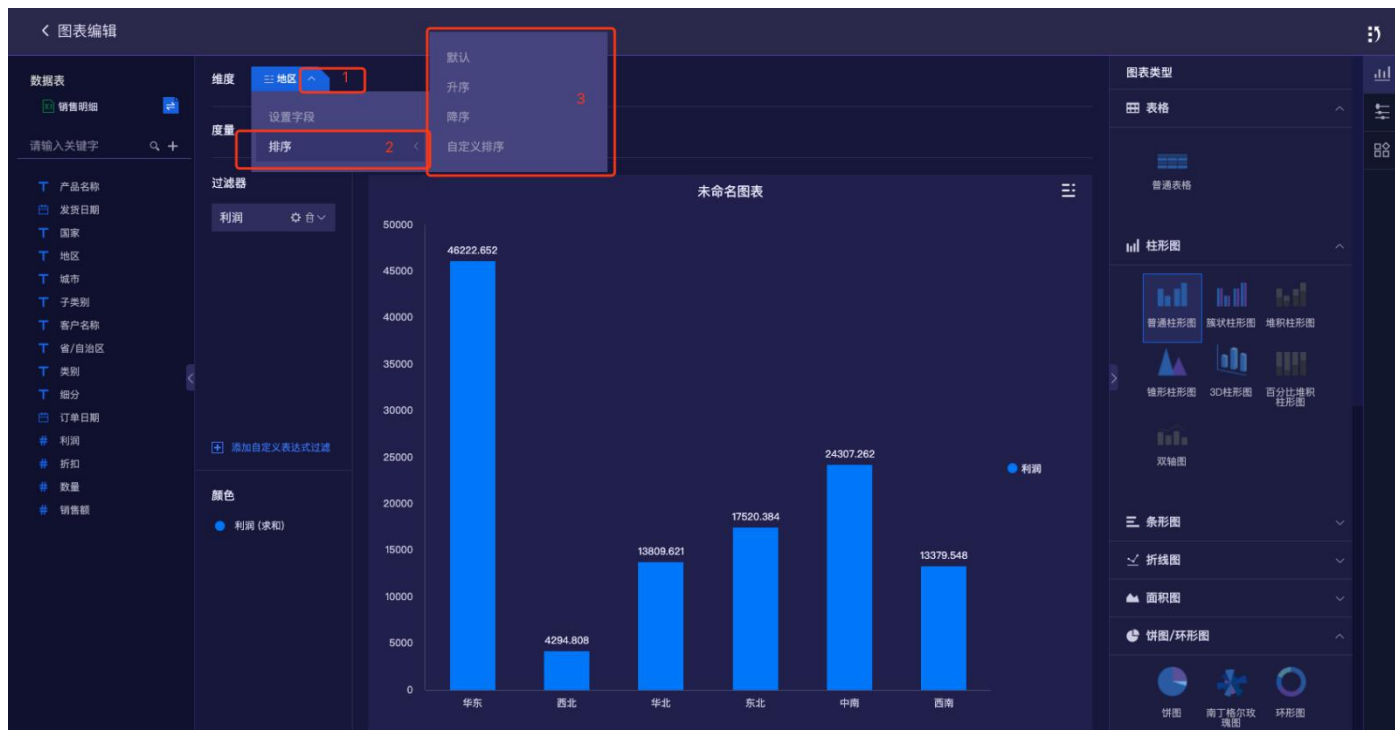 图表编辑
数据表
销售明细
请输入关键字
产品名称
发货日期
国家
地区
城市
子类别
客户名称
省/自治区
类别
细分
订单日期
利润
折扣
数量
销售额
维度
地区
1
设置字段
排序
2
默认
升序
降序
自定义排序
3
度量
过滤器
利润
添加自定义表达式过滤
颜色
利润 (求和)
未命名图表
50000
45000
40000
35000
30000
25000
20000
15000
10000
5000
0
46222.652
4294.808
13809.621
17520.384
24307.262
13379.548
华东
西北
华北
东北
中南
西南
利润
图表类型
表格
普通表格
柱形图
普通柱形图
簇状柱形图
堆积柱形图
锥形柱形图
3D柱形图
百分比堆积
柱形图
双轴图
条形图
折线图
面积图
饼图/环形图
饼图
南丁格尔玫
瑰图
环形图